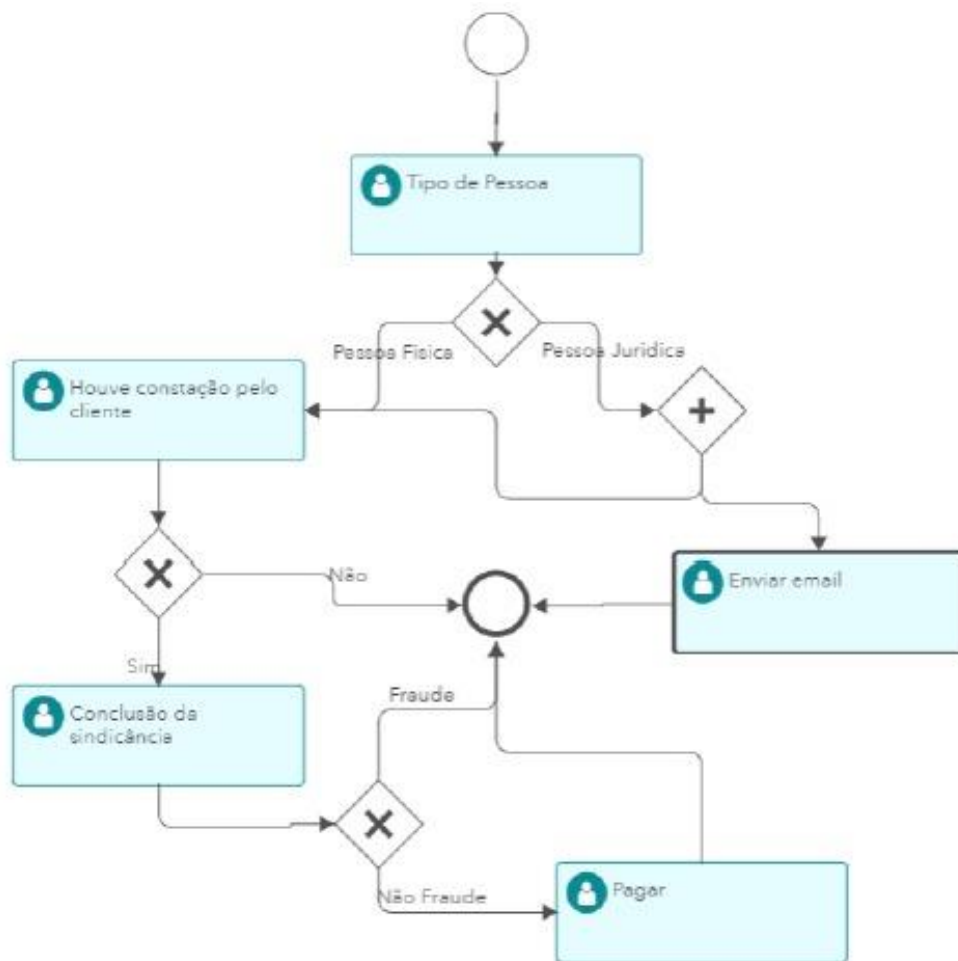 Tipo de Pessoa
Pessoa Fisica
Pessoa Juridica
Houve constação pelo
cliente
Não
Enviar email
Sim
Conclusão da
sindicância
Fraude
Não Fraude
Pagar